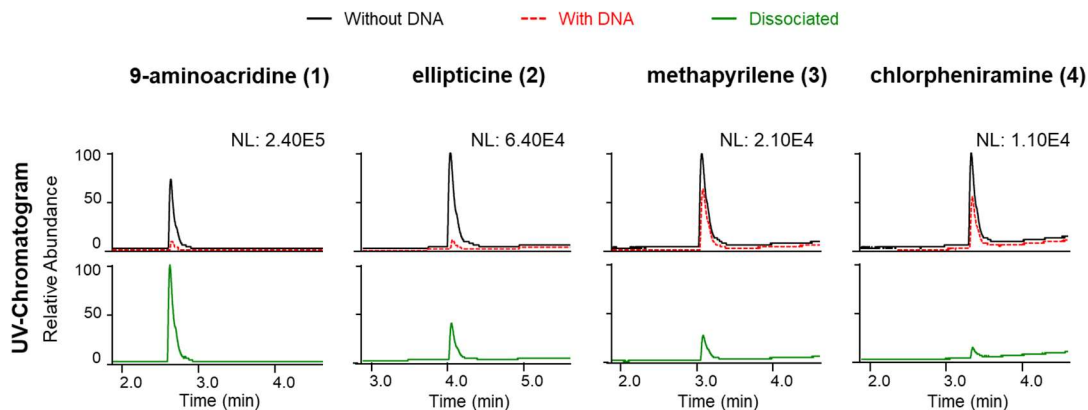 Without DNA With DNA Dissociated
9-aminoacridine (1) ellipticine (2) methapyrilene (3) chlorpheniramine (4)
NL: 2.40E5 NL: 6.40E4 NL: 2.10E4 NL: 1.10E4
UV-Chromatogram
Relative Abundance
100
50
0
100
50
0
2.0 3.0 4.0 3.0 4.0 5.0 2.0 3.0 4.0 2.0 3.0 4.0
Time (min) Time (min) Time (min) Time (min)